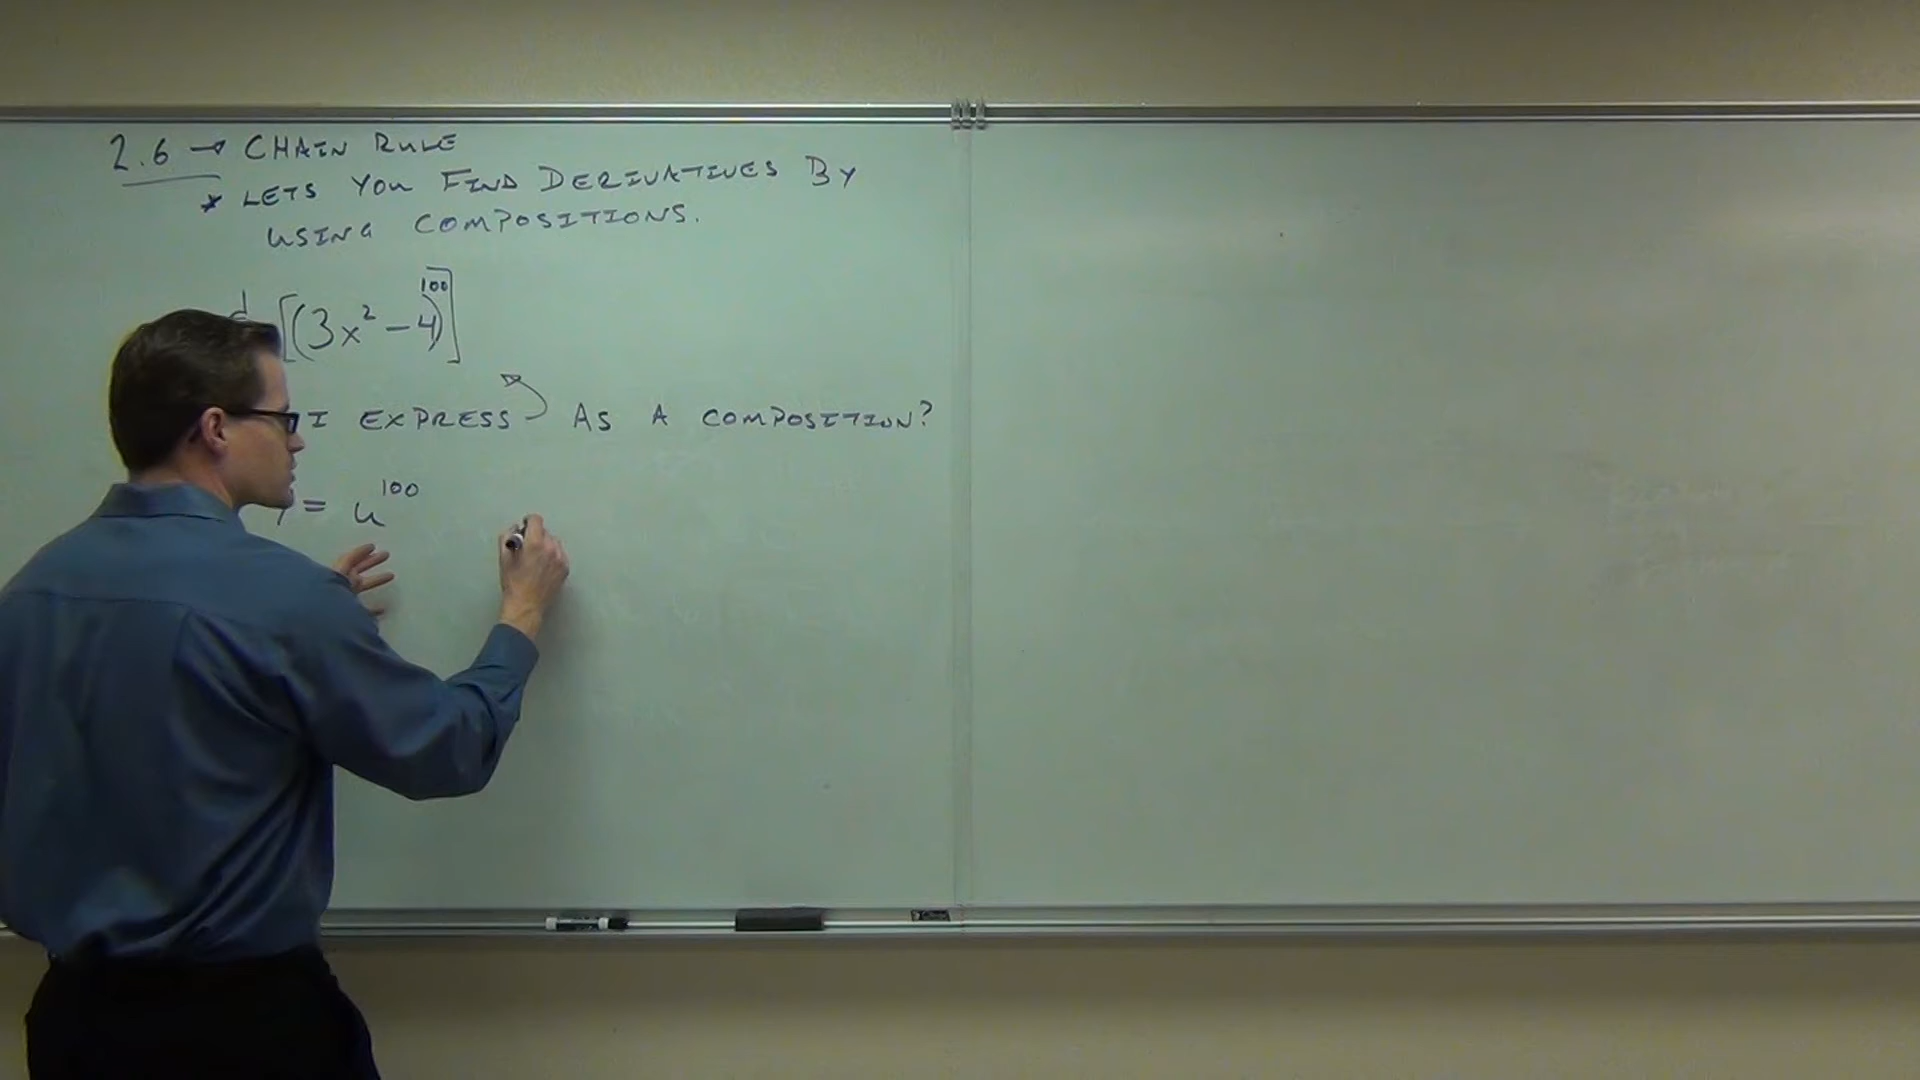 2.6 → CHAIN RULE
* LETS YOU FIND DERIVATIVES BY
USING COMPOSITIONS.
d [(3x² - 4)¹⁰⁰]
I EXPRESS AS A COMPOSITION?
= u¹⁰⁰